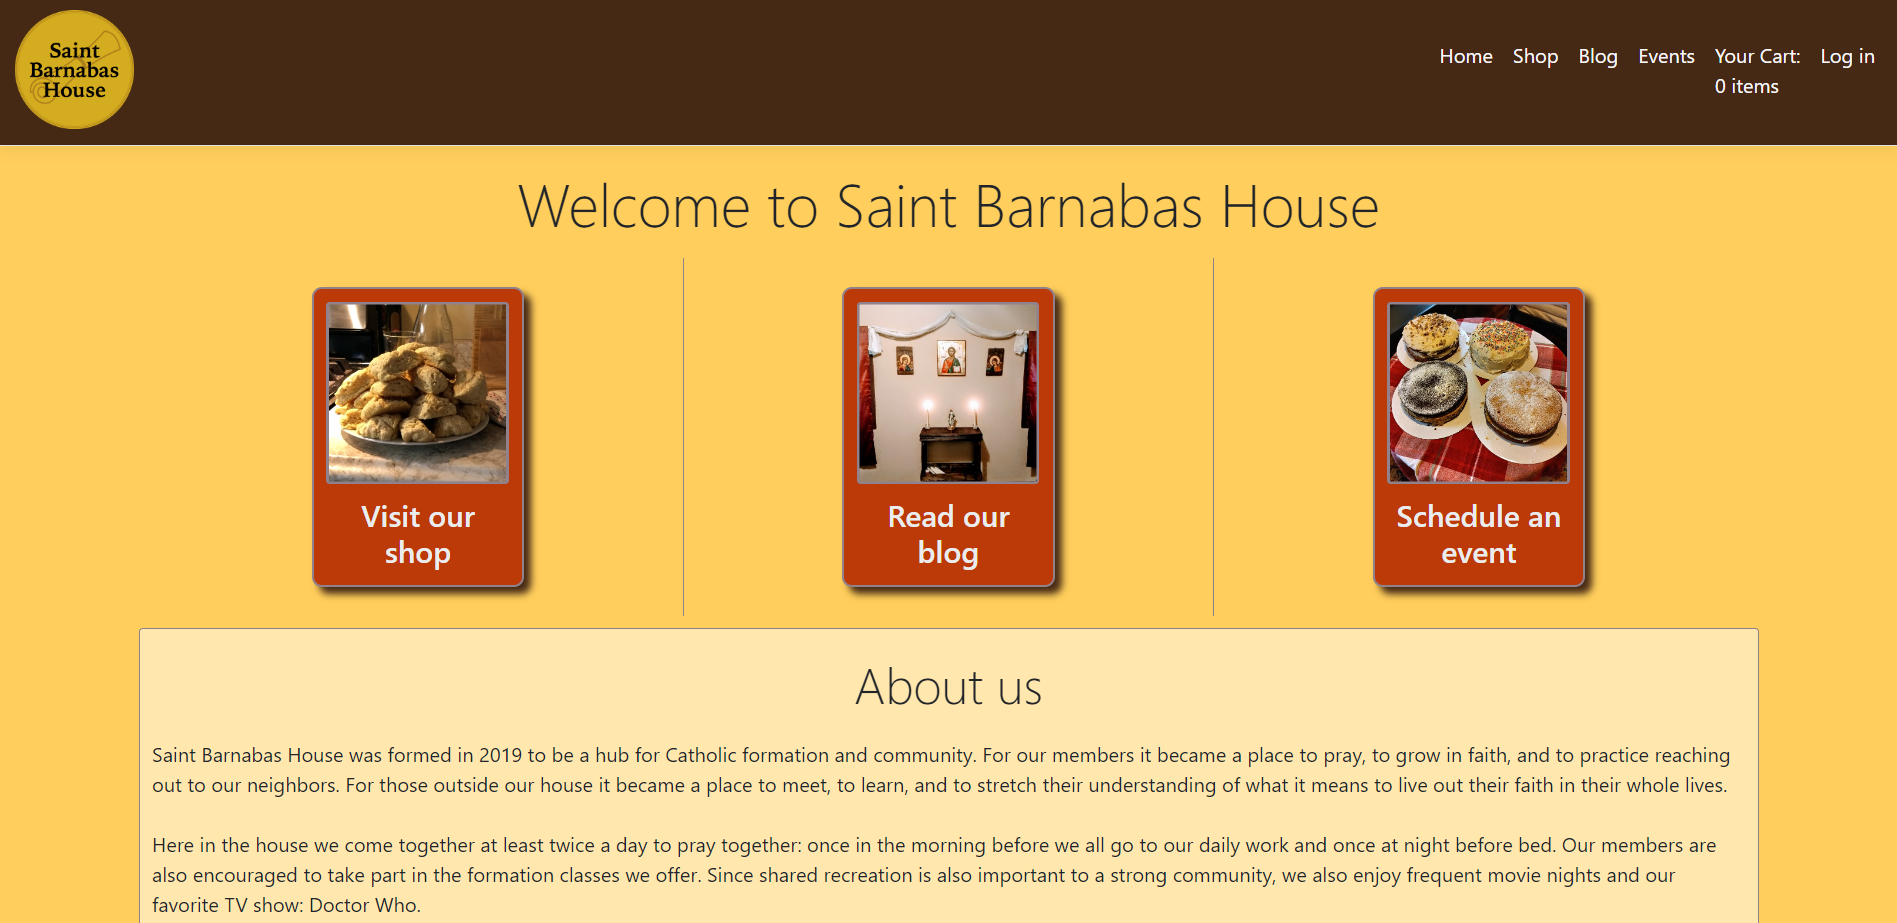 Saint
Barnabas
House
Home Shop Blog Events Your Cart: Log in
0 items
Welcome to Saint Barnabas House
Visit our
shop
Read our
blog
Schedule an
event
About us
Saint Barnabas House was formed in 2019 to be a hub for Catholic formation and community. For our members it became a place to pray, to grow in faith, and to practice reaching
out to our neighbors. For those outside our house it became a place to meet, to learn, and to stretch their understanding of what it means to live out their faith in their whole lives.
Here in the house we come together at least twice a day to pray together: once in the morning before we all go to our daily work and once at night before bed. Our members are
also encouraged to take part in the formation classes we offer. Since shared recreation is also important to a strong community, we also enjoy frequent movie nights and our
favorite TV show: Doctor Who.